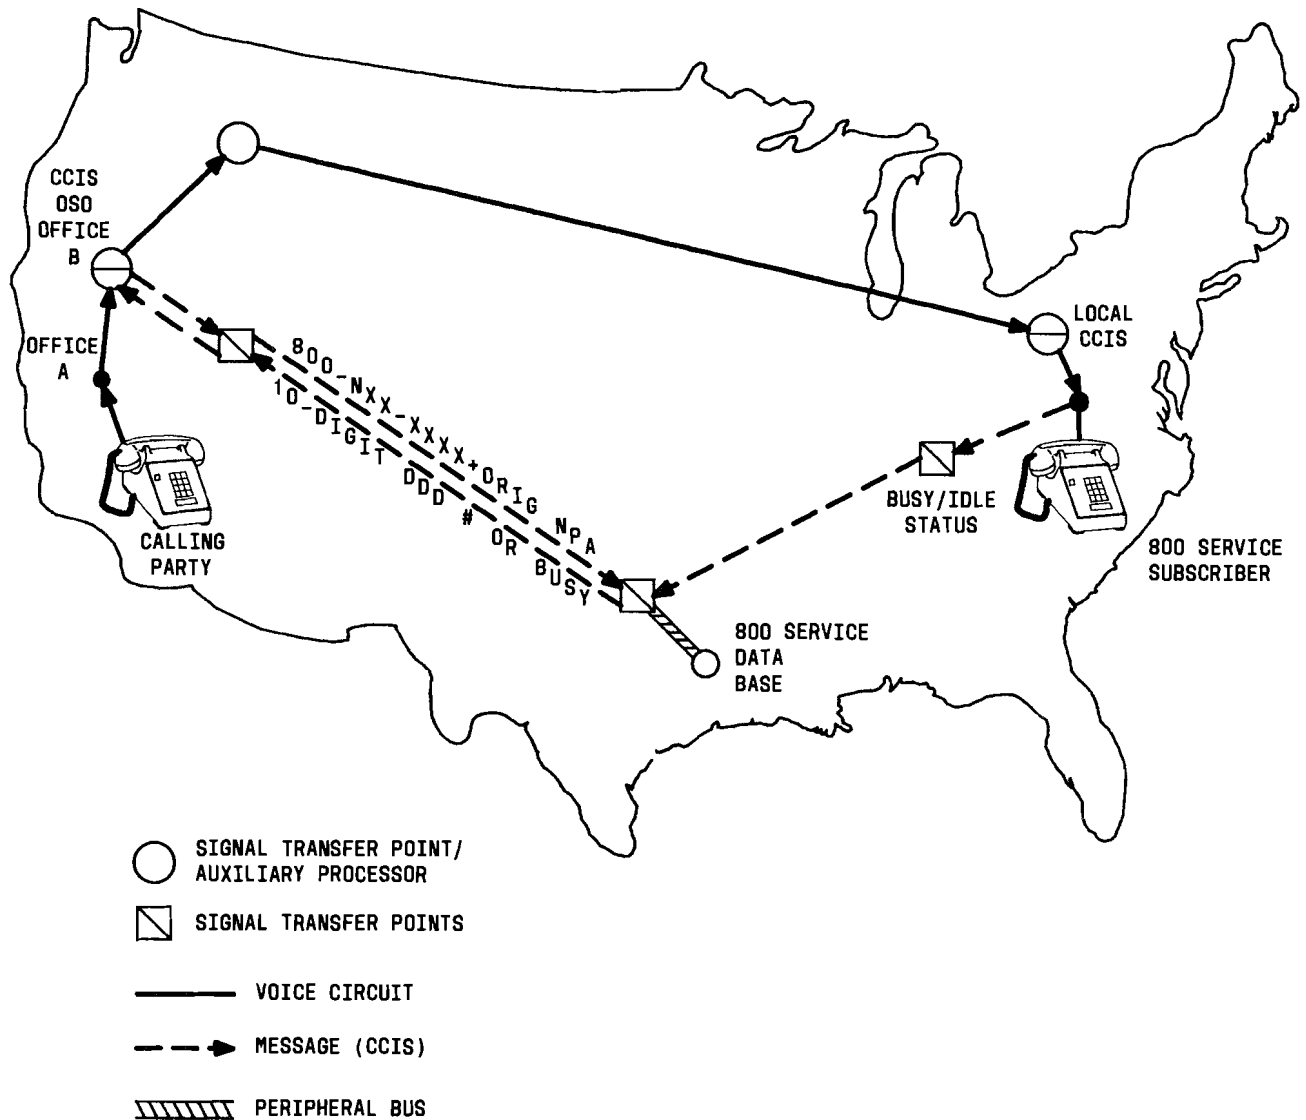 CCIS
OSO
OFFICE
B
OFFICE
A
CALLING
PARTY
800-NXX-XXXX+ORIG NPA
10-DIGIT DDD # OR BUSY
LOCAL
CCIS
BUSY/IDLE
STATUS
800 SERVICE
SUBSCRIBER
800 SERVICE
DATA
BASE
SIGNAL TRANSFER POINT/
AUXILIARY PROCESSOR
SIGNAL TRANSFER POINTS
VOICE CIRCUIT
MESSAGE (CCIS)
PERIPHERAL BUS